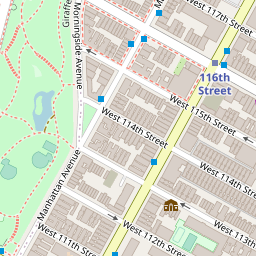 West 117th Street
Giraffe
Morningside Avenue
116th
Street
West 115th Street
West 114th Street
West 114th Street
Manhattan Avenue
West 113th
West 112th Street
West 111th Street